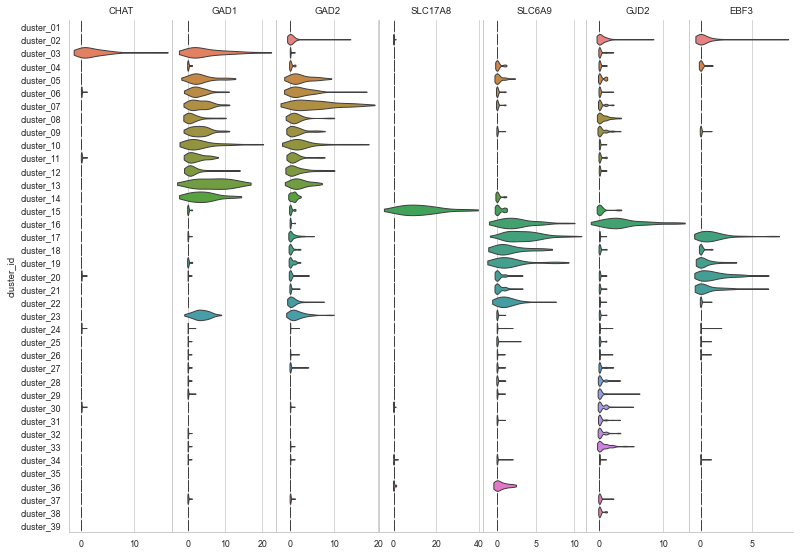 CHAT GAD1 GAD2 SLC17A8 SLC6A9 GJD2 EBF3
cluster_01
cluster_02
cluster_03
cluster_04
cluster_05
cluster_06
cluster_07
cluster_08
cluster_09
cluster_10
cluster_11
cluster_12
cluster_13
cluster_14
cluster_15
cluster_16
cluster_17
cluster_18
cluster_19
cluster_20
cluster_21
cluster_22
cluster_23
cluster_24
cluster_25
cluster_26
cluster_27
cluster_28
cluster_29
cluster_30
cluster_31
cluster_32
cluster_33
cluster_34
cluster_35
cluster_36
cluster_37
cluster_38
cluster_39
cluster_id
0 10 0 10 20 0 10 20 0 20 40 0 5 10 0 10 0 5